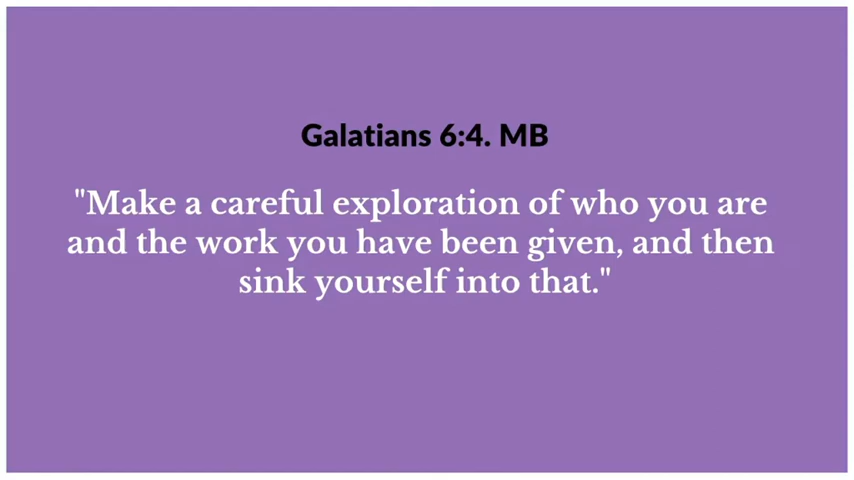 Galatians 6:4. MB
"Make a careful exploration of who you are
and the work you have been given, and then
sink yourself into that."